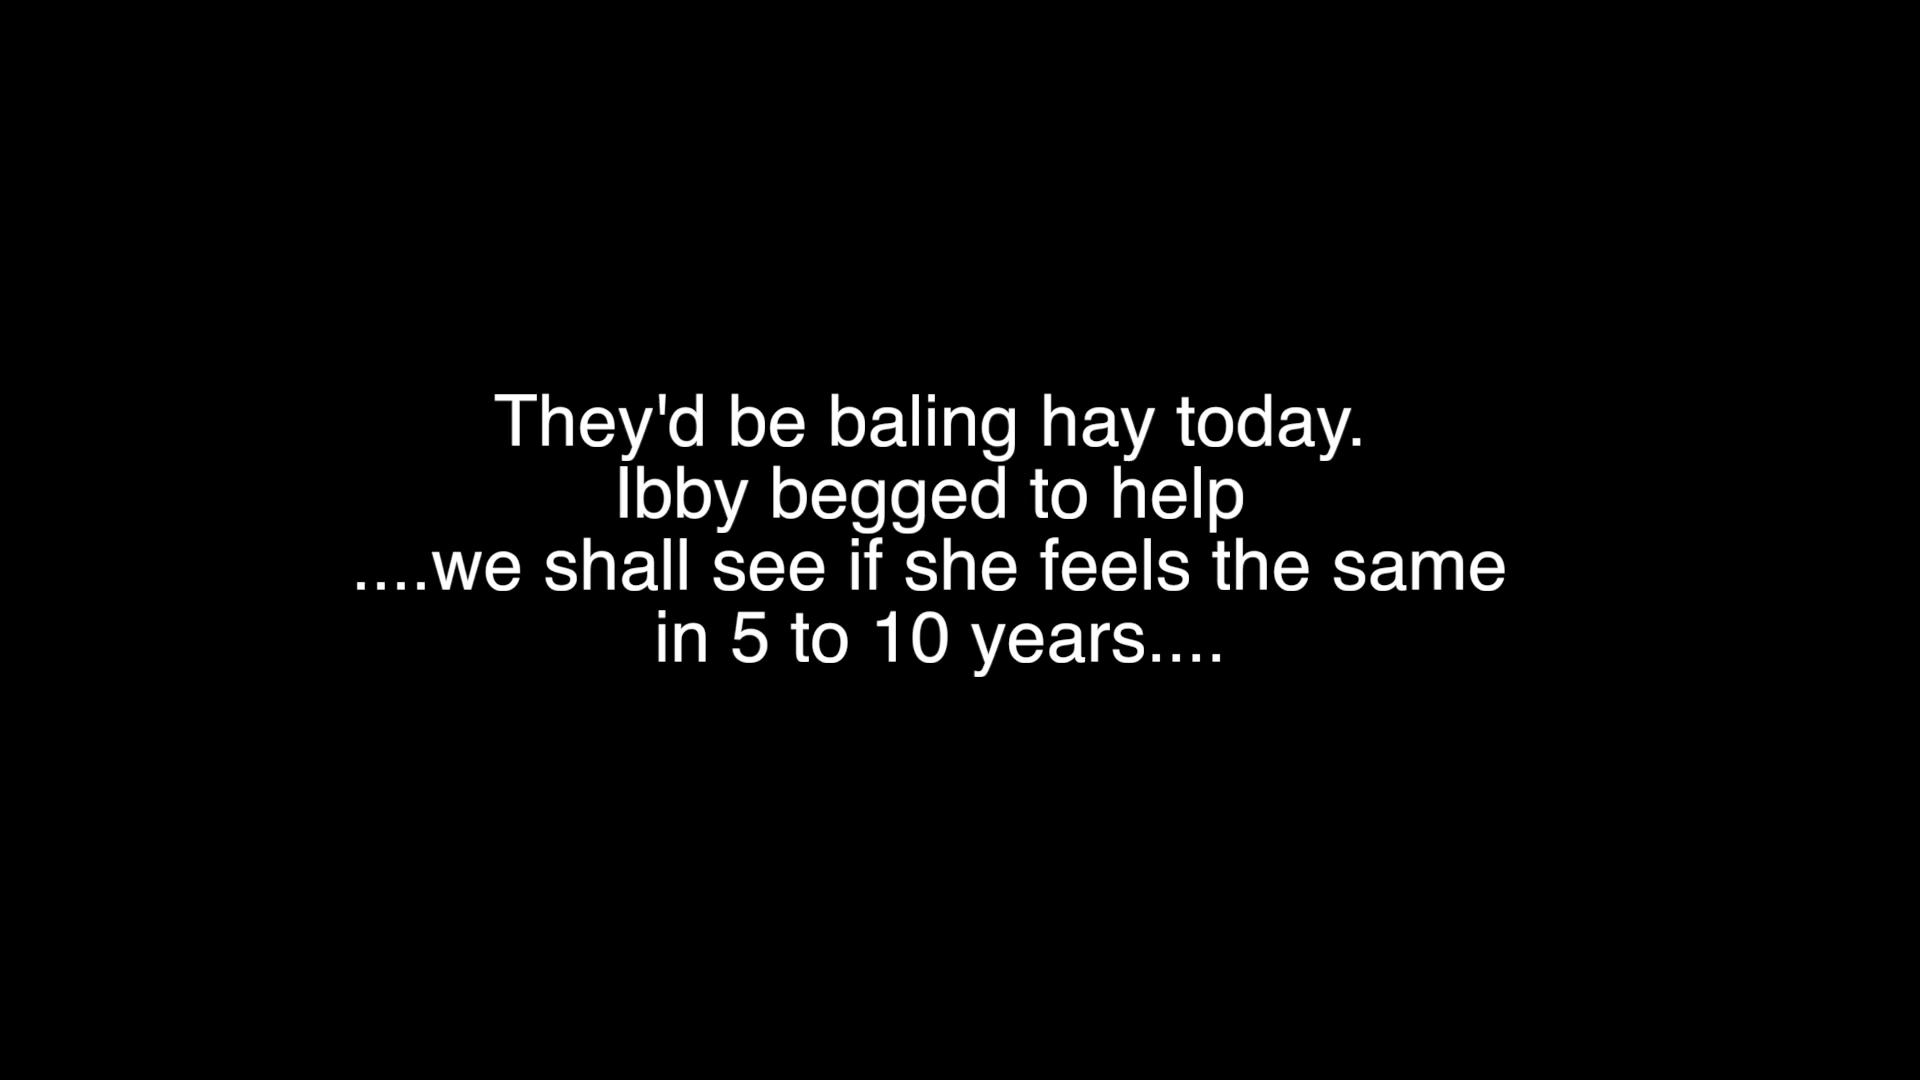 They'd be baling hay today.
Ibby begged to help
....we shall see if she feels the same
in 5 to 10 years....